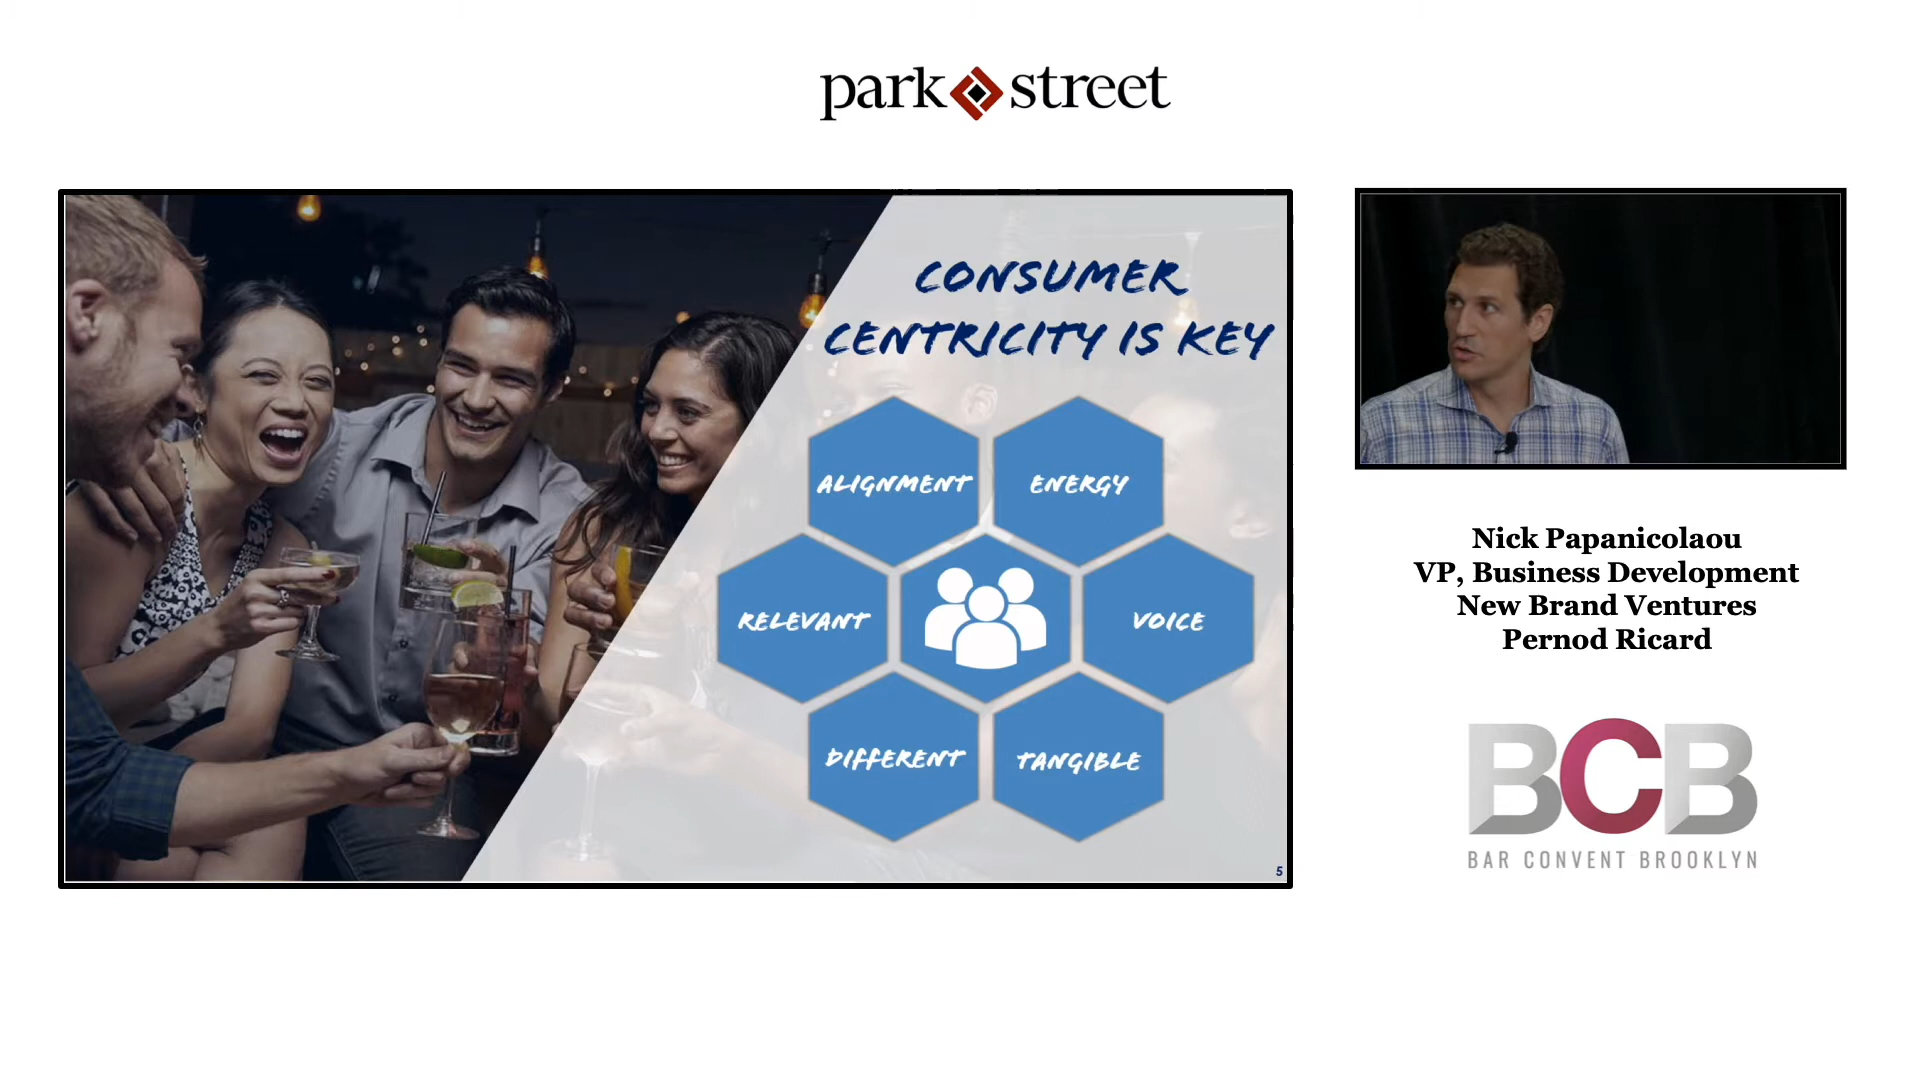 park street
CONSUMER
CENTRICITY IS KEY
ALIGNMENT
ENERGY
RELEVANT
VOICE
DIFFERENT
TANGIBLE
5
Nick Papanicolaou
VP, Business Development
New Brand Ventures
Pernod Ricard
BCB
BAR CONVENT BROOKLYN